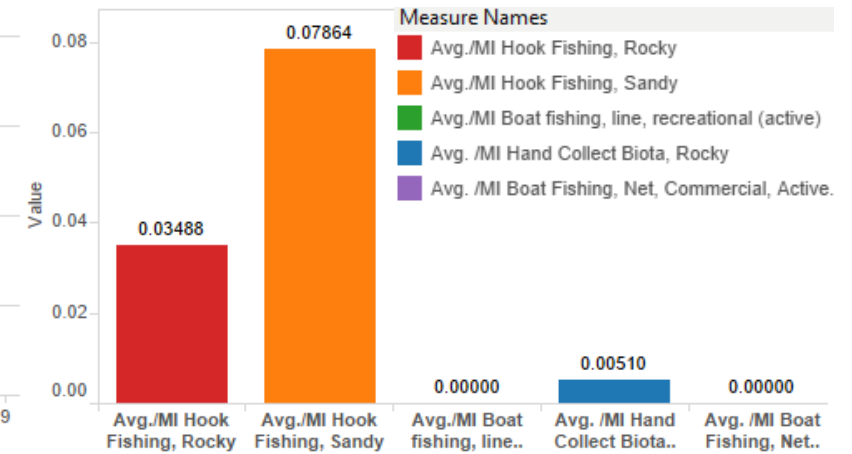 Measure Names
Avg./MI Hook Fishing, Rocky
Avg./MI Hook Fishing, Sandy
Avg./MI Boat fishing, line, recreational (active)
Avg. /MI Hand Collect Biota, Rocky
Avg. /MI Boat Fishing, Net, Commercial, Active.
Value
0.08
0.06
0.04
0.02
0.00
0.03488
0.07864
0.00000
0.00510
0.00000
9
Avg./MI Hook
Fishing, Rocky
Avg./MI Hook
Fishing, Sandy
Avg./MI Boat
fishing, line..
Avg. /MI Hand
Collect Biota..
Avg. /MI Boat
Fishing, Net..